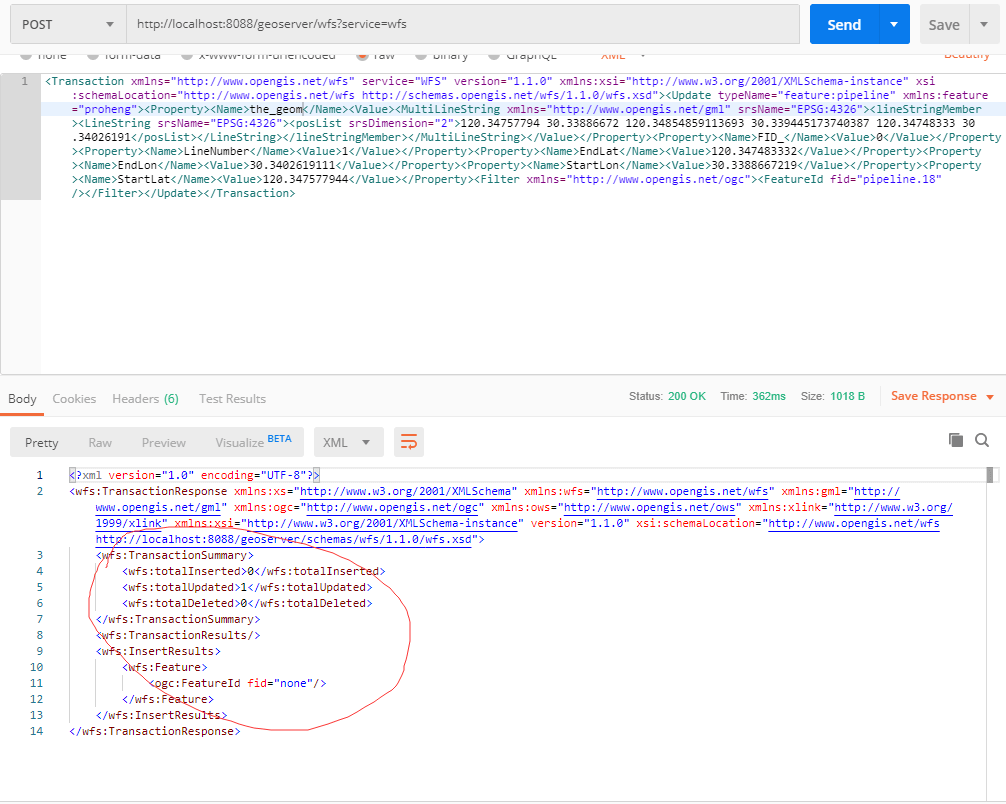 POST
http://localhost:8088/geoserver/wfs?service=wfs
Send
Save
none form-data x-www-form-urlencoded raw binary GraphQL XML Beautify
1 <Transaction xmlns="http://www.opengis.net/wfs" service="WFS" version="1.1.0" xmlns:xsi="http://www.w3.org/2001/XMLSchema-instance" xsi
:schemaLocation="http://www.opengis.net/wfs http://schemas.opengis.net/wfs/1.1.0/wfs.xsd"><Update typeName="feature:pipeline" xmlns:feature
="proheng"><Property><Name>the_geom</Name><Value><MultiLineString xmlns="http://www.opengis.net/gml" srsName="EPSG:4326"><lineStringMember
><LineString srsName="EPSG:4326"><posList srsDimension="2">120.34757794 30.33886672 120.34854859113693 30.339445173740387 120.347483333 30
.34026191</posList></LineString></lineStringMember></MultiLineString></Value></Property><Property><Name>FID_</Name><Value>0</Value></Property
><Property><Name>LineNumber</Name><Value>1</Value></Property><Property><Name>EndLat</Name><Value>120.347483332</Value></Property><Property
><Name>EndLon</Name><Value>30.3402619111</Value></Property><Property><Name>StartLon</Name><Value>30.3388667219</Value></Property><Property
><Name>StartLat</Name><Value>120.347577944</Value></Property><Filter xmlns="http://www.opengis.net/ogc"><FeatureId fid="pipeline.18"
/></Filter></Update></Transaction>
Body Cookies Headers (6) Test Results Status: 200 OK Time: 362ms Size: 1018 B Save Response
Pretty Raw Preview Visualize BETA XML
1 <?xml version="1.0" encoding="UTF-8"?>
2 <wfs:TransactionResponse xmlns:xs="http://www.w3.org/2001/XMLSchema" xmlns:wfs="http://www.opengis.net/wfs" xmlns:gml="http://
www.opengis.net/gml" xmlns:ogc="http://www.opengis.net/ogc" xmlns:ows="http://www.opengis.net/ows" xmlns:xlink="http://www.w3.org/
1999/xlink" xmlns:xsi="http://www.w3.org/2001/XMLSchema-instance" version="1.1.0" xsi:schemaLocation="http://www.opengis.net/wfs
http://localhost:8088/geoserver/schemas/wfs/1.1.0/wfs.xsd">
3 <wfs:TransactionSummary>
4 <wfs:totalInserted>0</wfs:totalInserted>
5 <wfs:totalUpdated>1</wfs:totalUpdated>
6 <wfs:totalDeleted>0</wfs:totalDeleted>
7 </wfs:TransactionSummary>
8 <wfs:TransactionResults/>
9 <wfs:InsertResults>
10 <wfs:Feature>
11 <ogc:FeatureId fid="none"/>
12 </wfs:Feature>
13 </wfs:InsertResults>
14 </wfs:TransactionResponse>